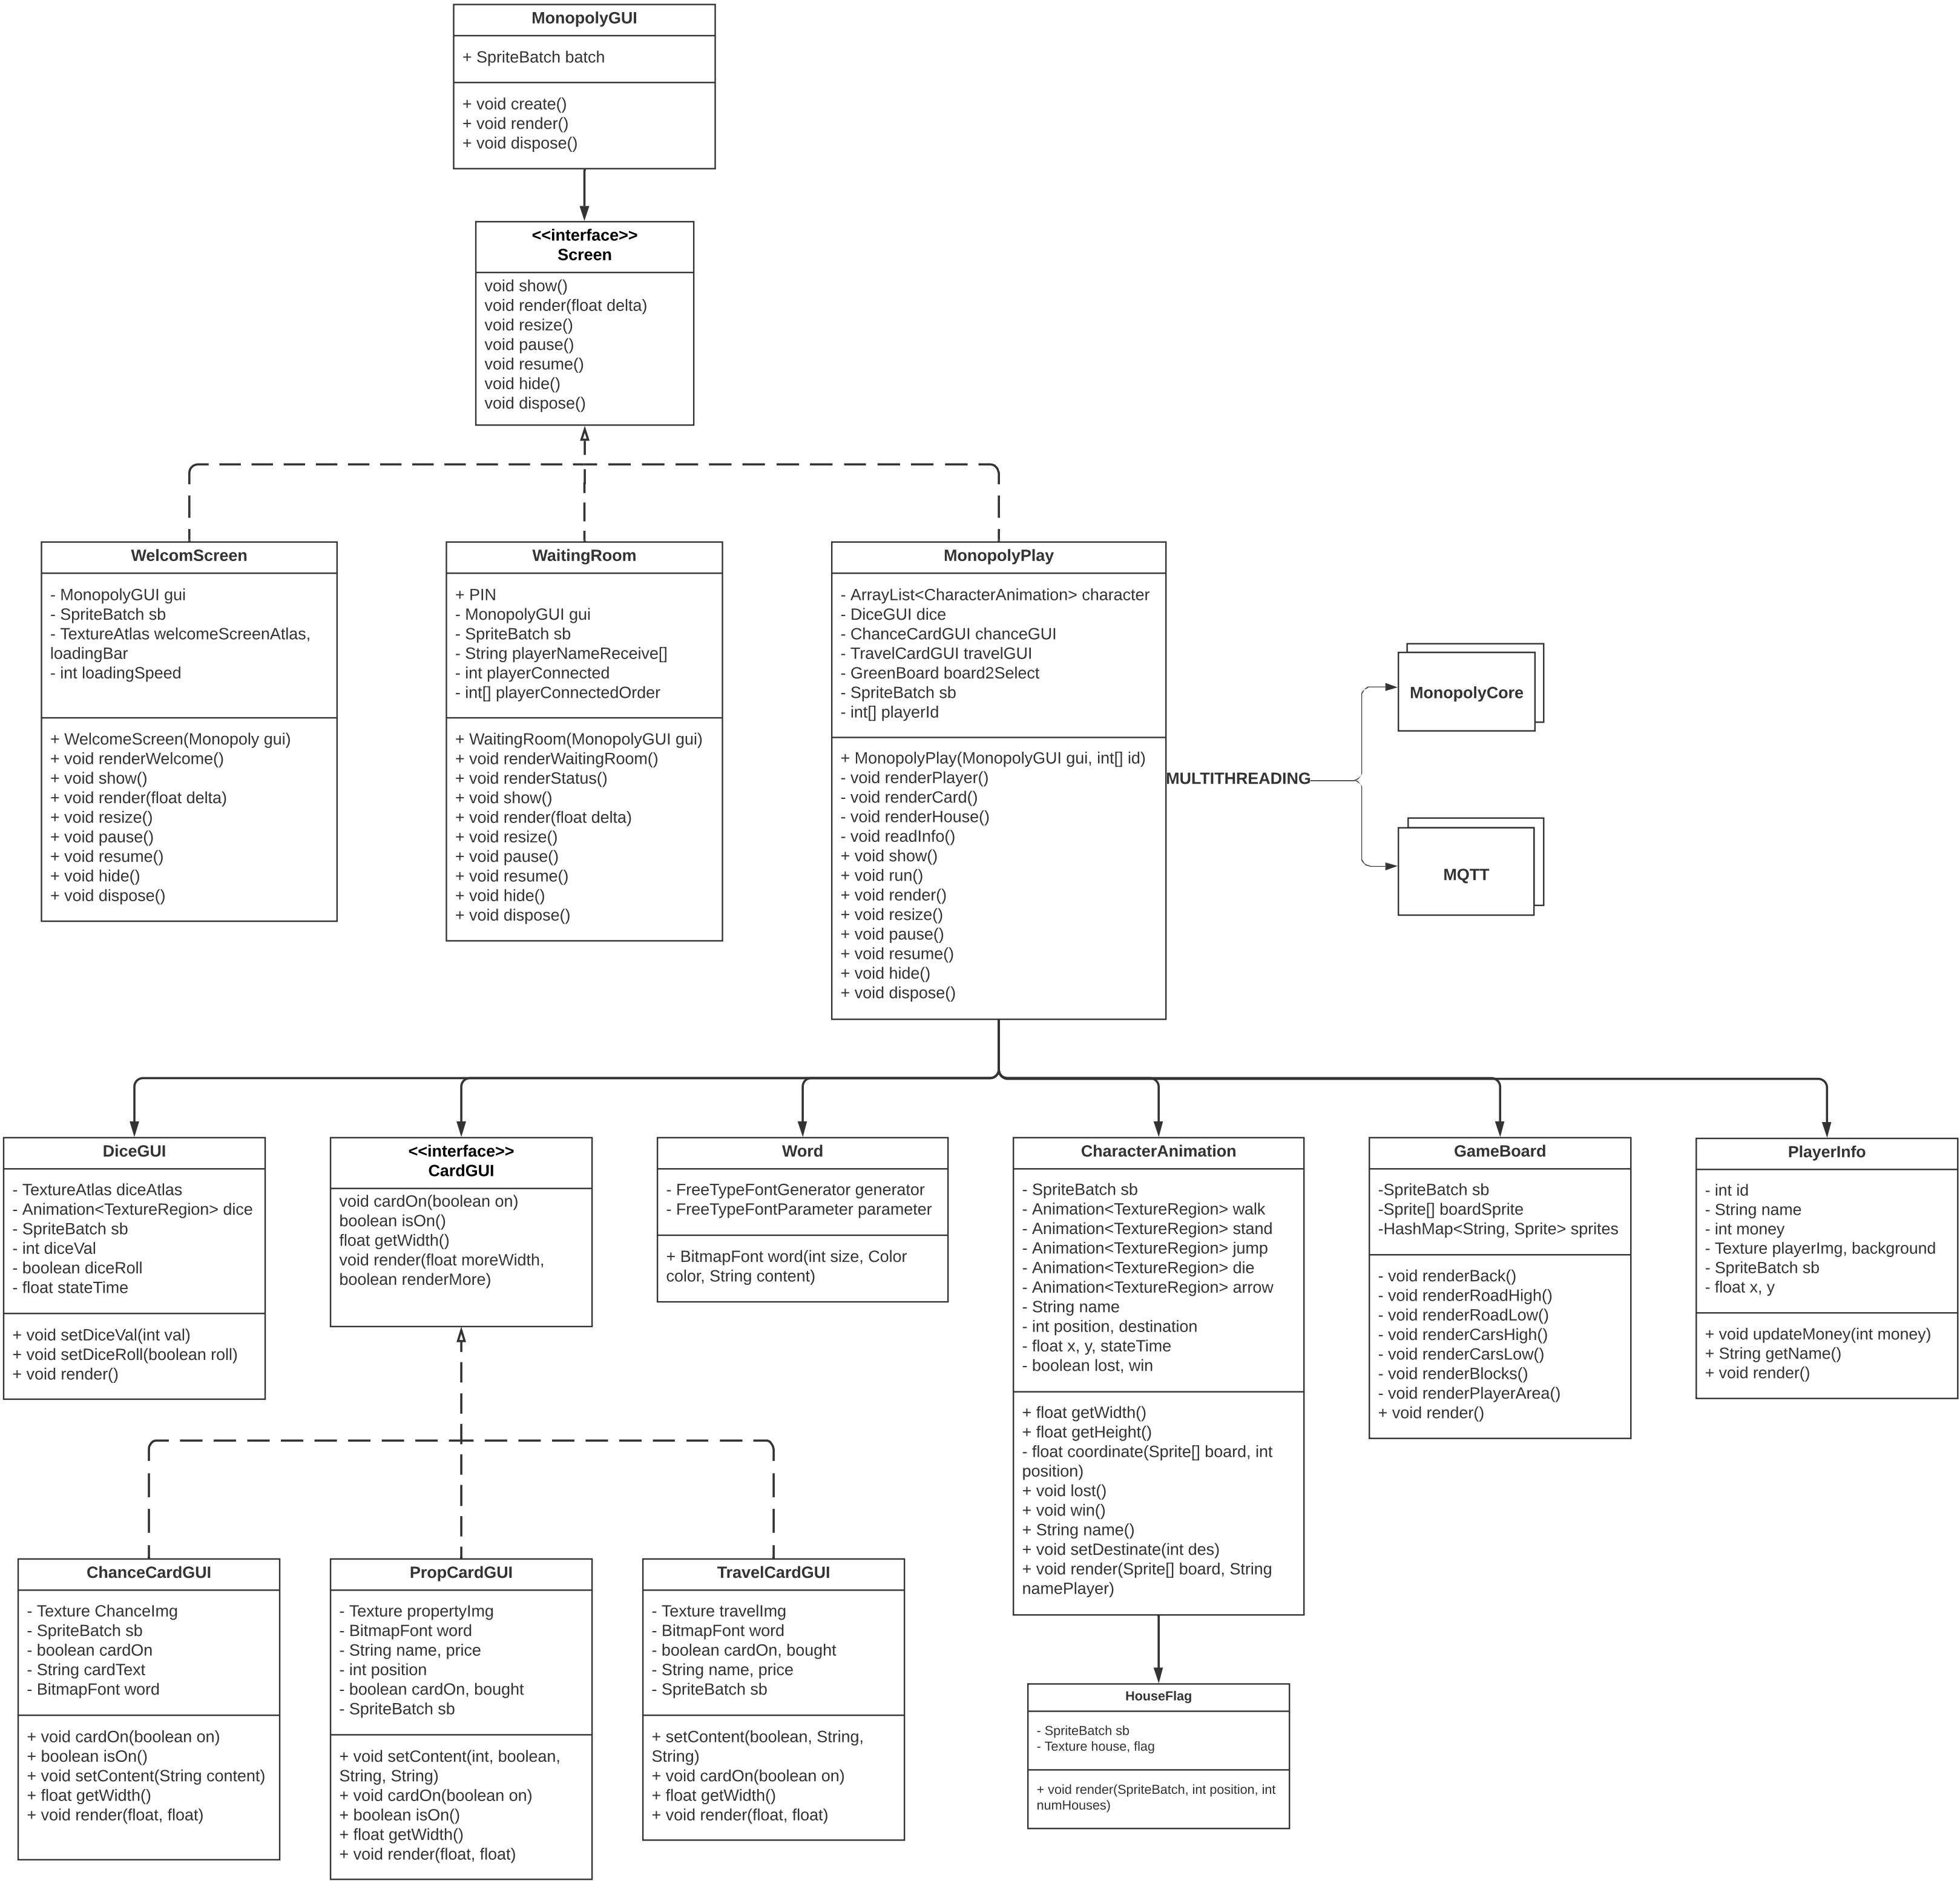 MonopolyGUI
+ SpriteBatch batch
+ void create()
+ void render()
+ void dispose()
<<interface>>
Screen
void show()
void render(float delta)
void resize()
void pause()
void resume()
void hide()
void dispose()
WelcomScreen
- MonopolyGUI gui
- SpriteBatch sb
- TextureAtlas welcomeScreenAtlas,
loadingBar
- int loadingSpeed
+ WelcomeScreen(Monopoly gui)
+ void renderWelcome()
+ void show()
+ void render(float delta)
+ void resize()
+ void pause()
+ void resume()
+ void hide()
+ void dispose()
WaitingRoom
+ PIN
- MonopolyGUI gui
- SpriteBatch sb
- String playerNameReceive[]
- int playerConnected
- int[] playerConnectedOrder
+ WaitingRoom(MonopolyGUI gui)
+ void renderWaitingRoom()
+ void renderStatus()
+ void show()
+ void render(float delta)
+ void resize()
+ void pause()
+ void resume()
+ void hide()
+ void dispose()
MonopolyPlay
- ArrayList<CharacterAnimation> character
- DiceGUI dice
- ChanceCardGUI chanceGUI
- TravelCardGUI travelGUI
- GreenBoard board2Select
- SpriteBatch sb
- int[] playerId
+ MonopolyPlay(MonopolyGUI gui, int[] id)
- void renderPlayer()
- void renderCard()
- void renderHouse()
- void readInfo()
+ void show()
+ void run()
+ void render()
+ void resize()
+ void pause()
+ void resume()
+ void hide()
+ void dispose()
MULTITHREADING
MonopolyCore
MQTT
DiceGUI
- TextureAtlas diceAtlas
- Animation<TextureRegion> dice
- SpriteBatch sb
- int diceVal
- boolean diceRoll
- float stateTime
+ void setDiceVal(int val)
+ void setDiceRoll(boolean roll)
+ void render()
<<interface>>
CardGUI
void cardOn(boolean on)
boolean isOn()
float getWidth()
void render(float moreWidth,
boolean renderMore)
Word
- FreeTypeFontGenerator generator
- FreeTypeFontParameter parameter
+ BitmapFont word(int size, Color
color, String content)
CharacterAnimation
- SpriteBatch sb
- Animation<TextureRegion> walk
- Animation<TextureRegion> stand
- Animation<TextureRegion> jump
- Animation<TextureRegion> die
- Animation<TextureRegion> arrow
- String name
- int position, destination
- float x, y, stateTime
- boolean lost, win
+ float getWidth()
+ float getHeight()
- float coordinate(Sprite[] board, int
position)
+ void lost()
+ void win()
+ String name()
+ void setDestinate(int des)
+ void render(Sprite[] board, String
namePlayer)
GameBoard
-SpriteBatch sb
-Sprite[] boardSprite
-HashMap<String, Sprite> sprites
- void renderBack()
- void renderRoadHigh()
- void renderRoadLow()
- void renderCarsHigh()
- void renderCarsLow()
- void renderBlocks()
- void renderPlayerArea()
+ void render()
PlayerInfo
- int id
- String name
- int money
- Texture playerImg, background
- SpriteBatch sb
- float x, y
+ void updateMoney(int money)
+ String getName()
+ void render()
ChanceCardGUI
- Texture ChanceImg
- SpriteBatch sb
- boolean cardOn
- String cardText
- BitmapFont word
+ void cardOn(boolean on)
+ boolean isOn()
+ void setContent(String content)
+ float getWidth()
+ void render(float, float)
PropCardGUI
- Texture propertyImg
- BitmapFont word
- String name, price
- int position
- boolean cardOn, bought
- SpriteBatch sb
+ void setContent(int, boolean,
String, String)
+ void cardOn(boolean on)
+ boolean isOn()
+ float getWidth()
+ void render(float, float)
TravelCardGUI
- Texture travelImg
- BitmapFont word
- boolean cardOn, bought
- String name, price
- SpriteBatch sb
+ setContent(boolean, String,
String)
+ void cardOn(boolean on)
+ float getWidth()
+ void render(float, float)
HouseFlag
- SpriteBatch sb
- Texture house, flag
+ void render(SpriteBatch, int position, int
numHouses)